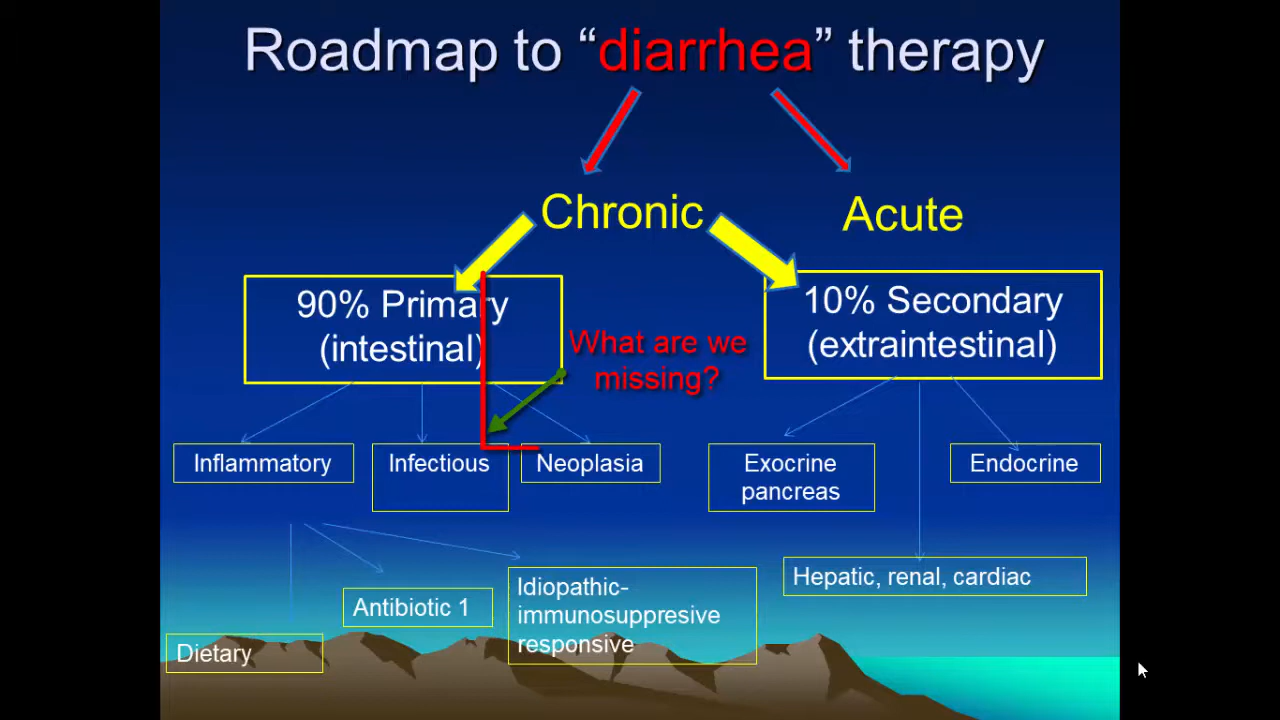 Roadmap to “diarrhea” therapy
Chronic
Acute
90% Primary
(intestinal)
What are we
missing?
10% Secondary
(extraintestinal)
Inflammatory
Infectious
Neoplasia
Exocrine
pancreas
Endocrine
Hepatic, renal, cardiac
Dietary
Antibiotic 1
Idiopathic-
immunosuppresive
responsive